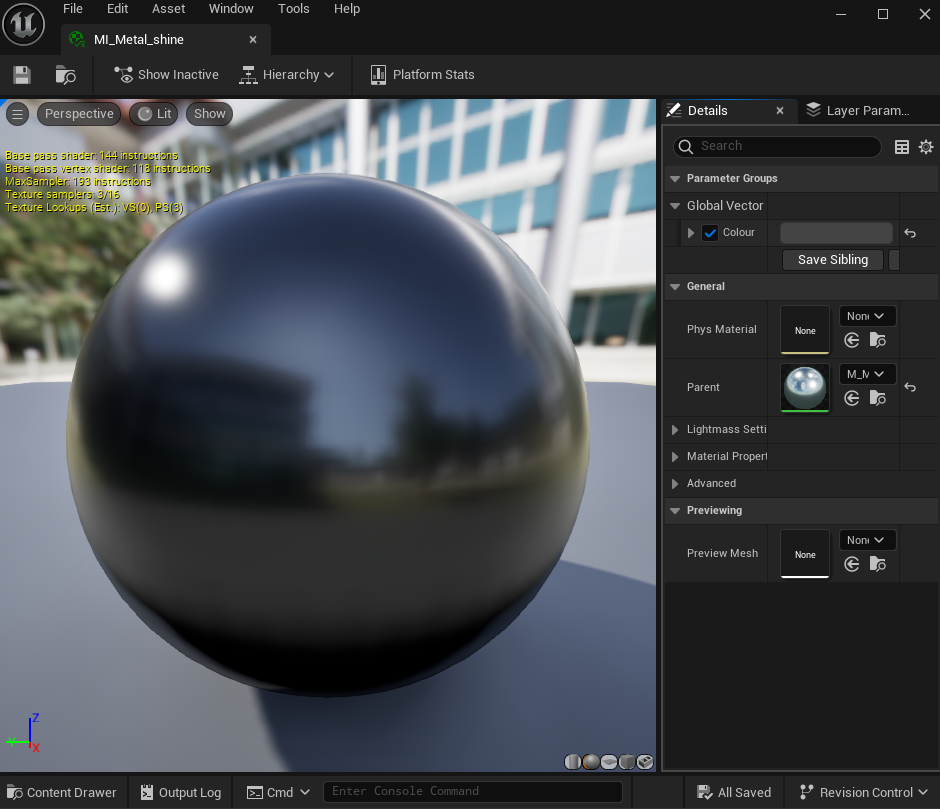 File Edit Asset Window Tools Help
MI_Metal_shine
Show Inactive Hierarchy Platform Stats
Perspective Lit Show
Base pass shader: 144 instructions
Base pass vertex shader: 118 instructions
MaxSampler: 193 instructions
Texture samplers: 3/16
Texture Lookups (Est.): VS(0), PS(3)
Z
Y
X
Details Layer Param...
Search
Parameter Groups
Global Vector
Colour
Save Sibling
General
Phys Material None Non
Parent M_M
Lightmass Setti
Material Propert
Advanced
Previewing
Preview Mesh None Non
Content Drawer Output Log Cmd Enter Console Command All Saved Revision Control